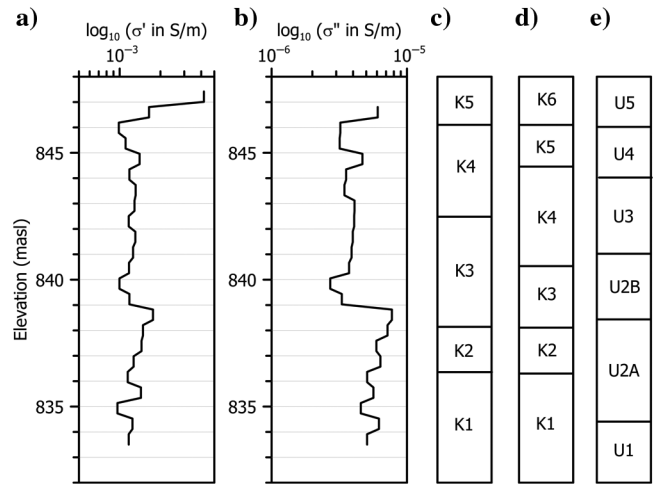 a)
b)
c)
d)
e)
log₁₀ (σ' in S/m)
log₁₀ (σ" in S/m)
10⁻³
10⁻⁶
10⁻⁵
Elevation (masl)
845
840
835
845
840
835
K5
K4
K3
K2
K1
K6
K5
K4
K3
K2
K1
U5
U4
U3
U2B
U2A
U1